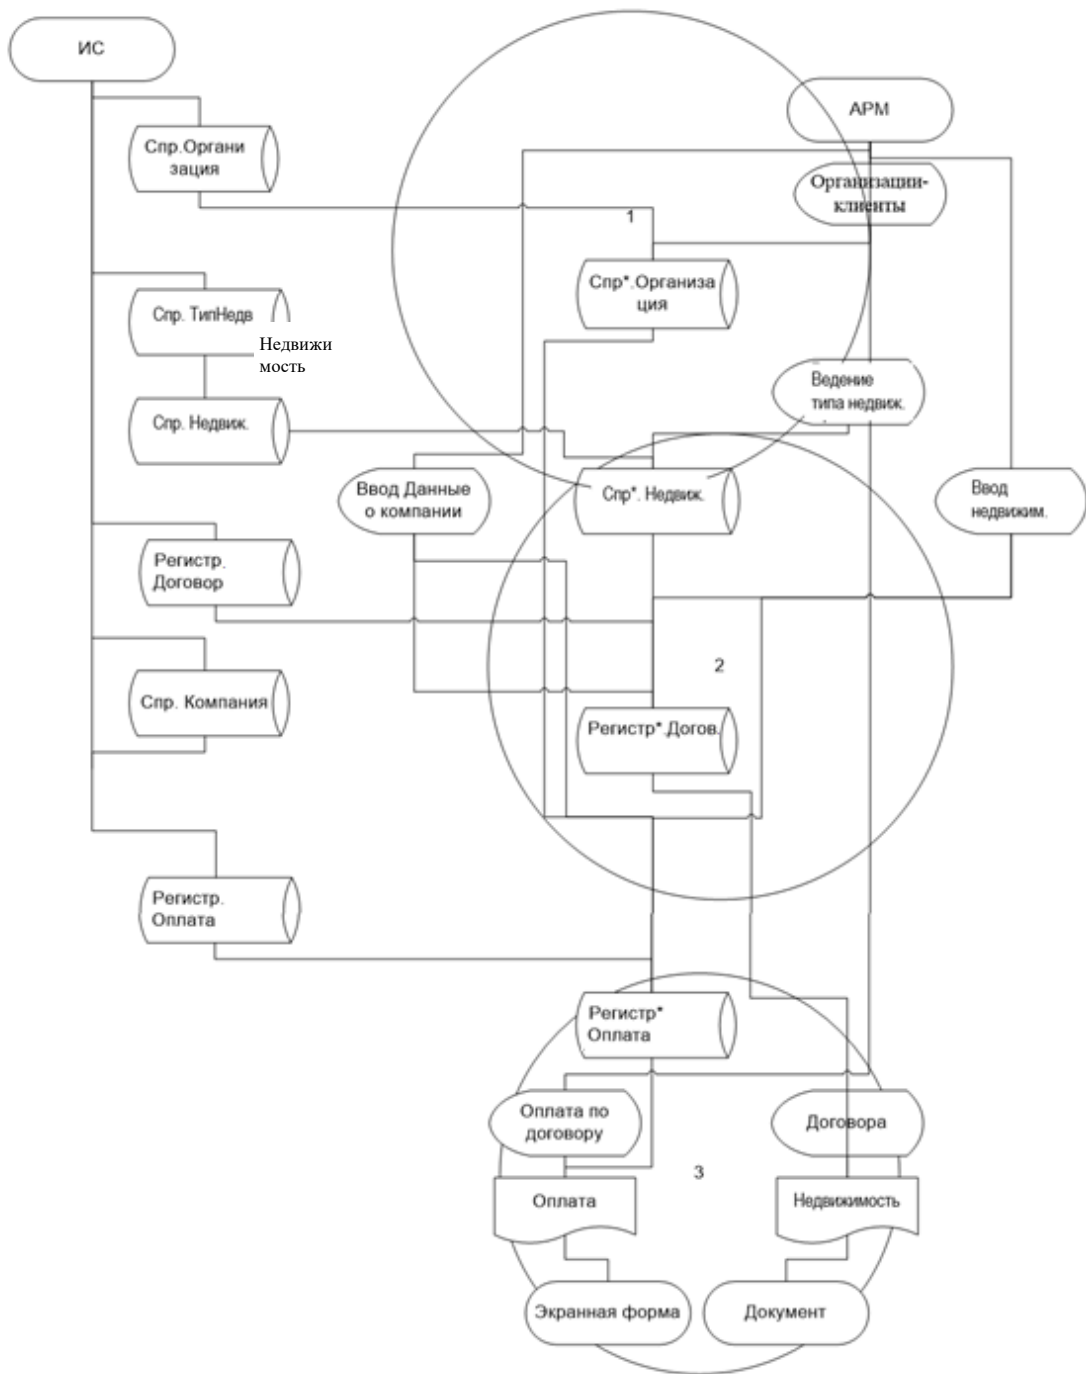 ИС
АРМ
Спр.Органи
зация
Организации-
клиенты
1
Спр*.Организа
ция
Спр. ТипНедв
Недвижи
мость
Ведение
типа недвиж.
Спр. Недвиж.
Ввод Данные
о компании
Спр*. Недвиж.
Ввод
недвижим.
Регистр.
Договор
2
Спр. Компания
Регистр*.Догов.
Регистр.
Оплата
Регистр*
Оплата
Оплата по
договору
Договора
3
Оплата
Недвижимость
Экранная форма
Документ